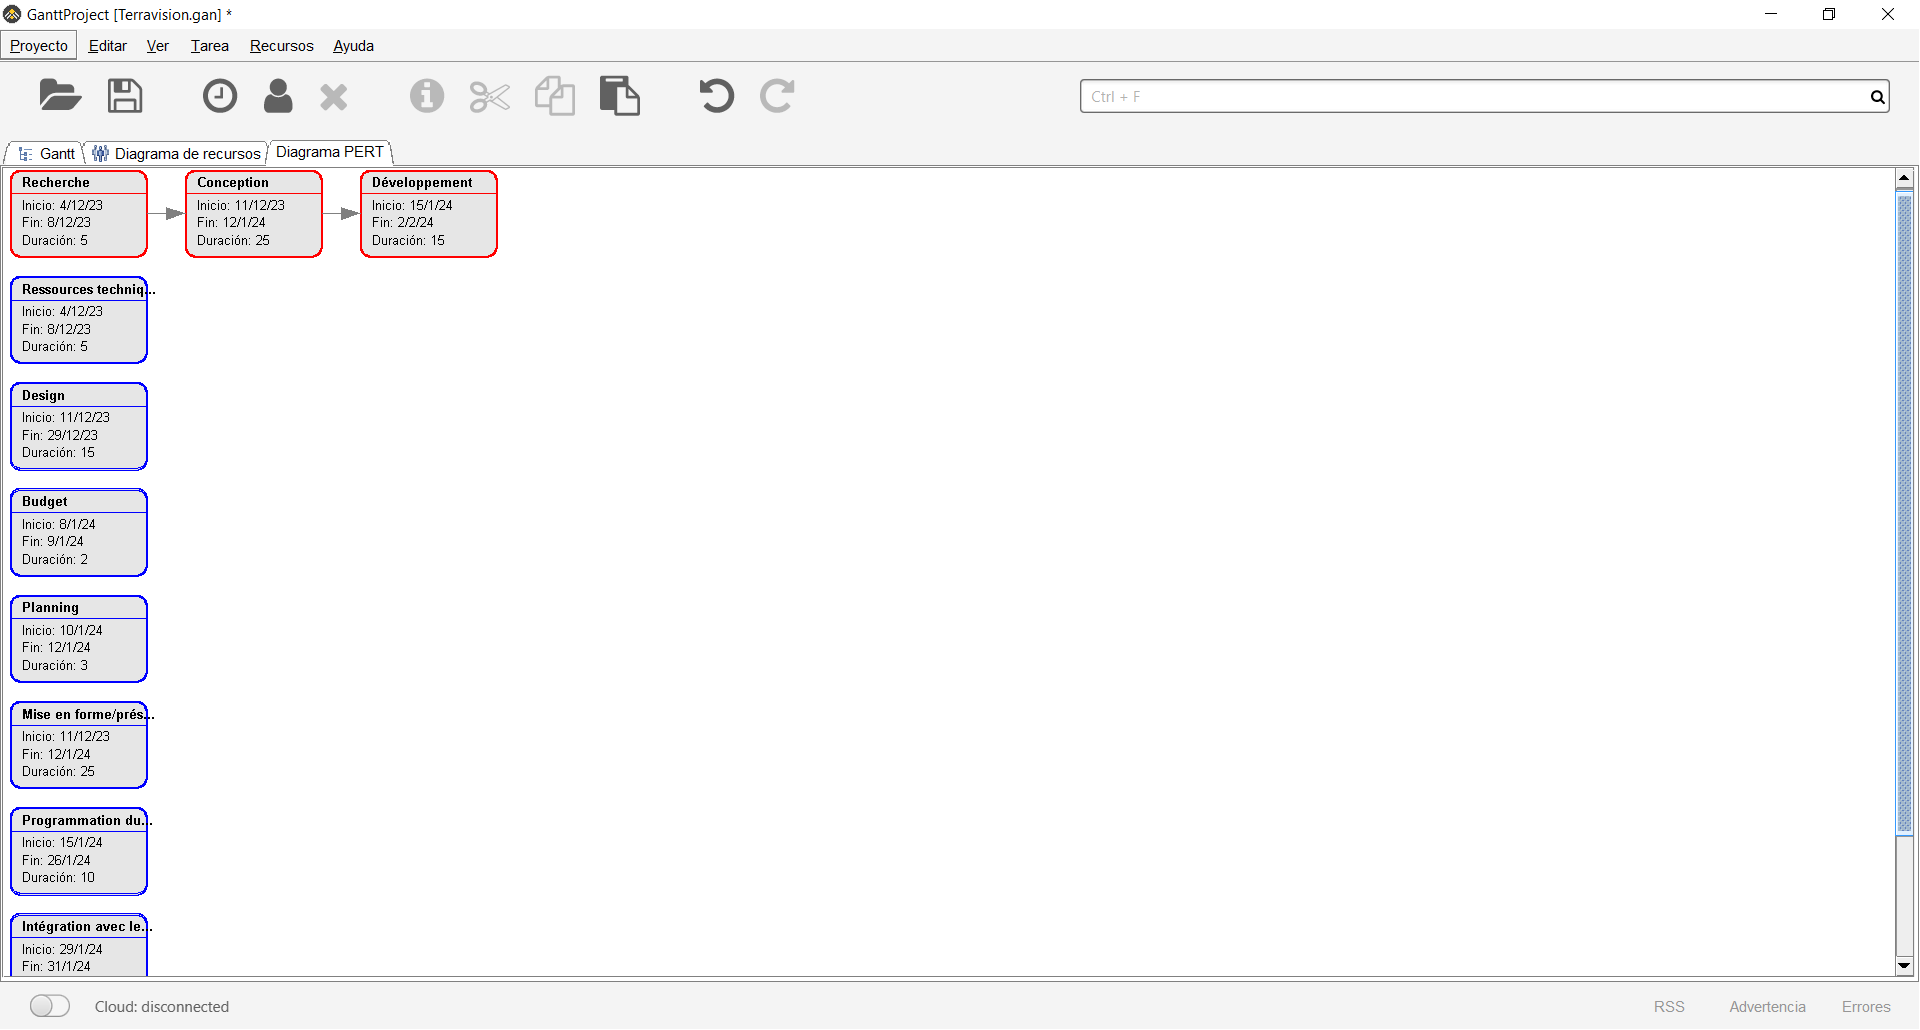 GanttProject [Terravision.gan] *
Proyecto Editar Ver Tarea Recursos Ayuda
Ctrl + F
Gantt Diagrama de recursos Diagrama PERT
Recherche
Inicio: 4/12/23
Fin: 8/12/23
Duración: 5
Conception
Inicio: 11/12/23
Fin: 12/1/24
Duración: 25
Développement
Inicio: 15/1/24
Fin: 2/2/24
Duración: 15
Ressources techniq...
Inicio: 4/12/23
Fin: 8/12/23
Duración: 5
Design
Inicio: 11/12/23
Fin: 29/12/23
Duración: 15
Budget
Inicio: 8/1/24
Fin: 9/1/24
Duración: 2
Planning
Inicio: 10/1/24
Fin: 12/1/24
Duración: 3
Mise en forme/prés...
Inicio: 11/12/23
Fin: 12/1/24
Duración: 25
Programmation du...
Inicio: 15/1/24
Fin: 26/1/24
Duración: 10
Intégration avec le...
Inicio: 29/1/24
Fin: 31/1/24
Cloud: disconnected
RSS Advertencia Errores